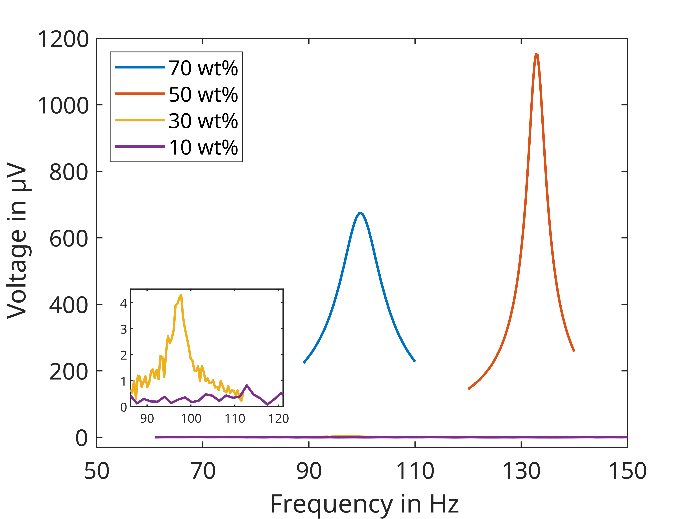 1200
1000
800
600
400
200
0
Voltage in µV
70 wt%
50 wt%
30 wt%
10 wt%
4
3
2
1
0
90 100 110 120
50 70 90 110 130 150
Frequency in Hz